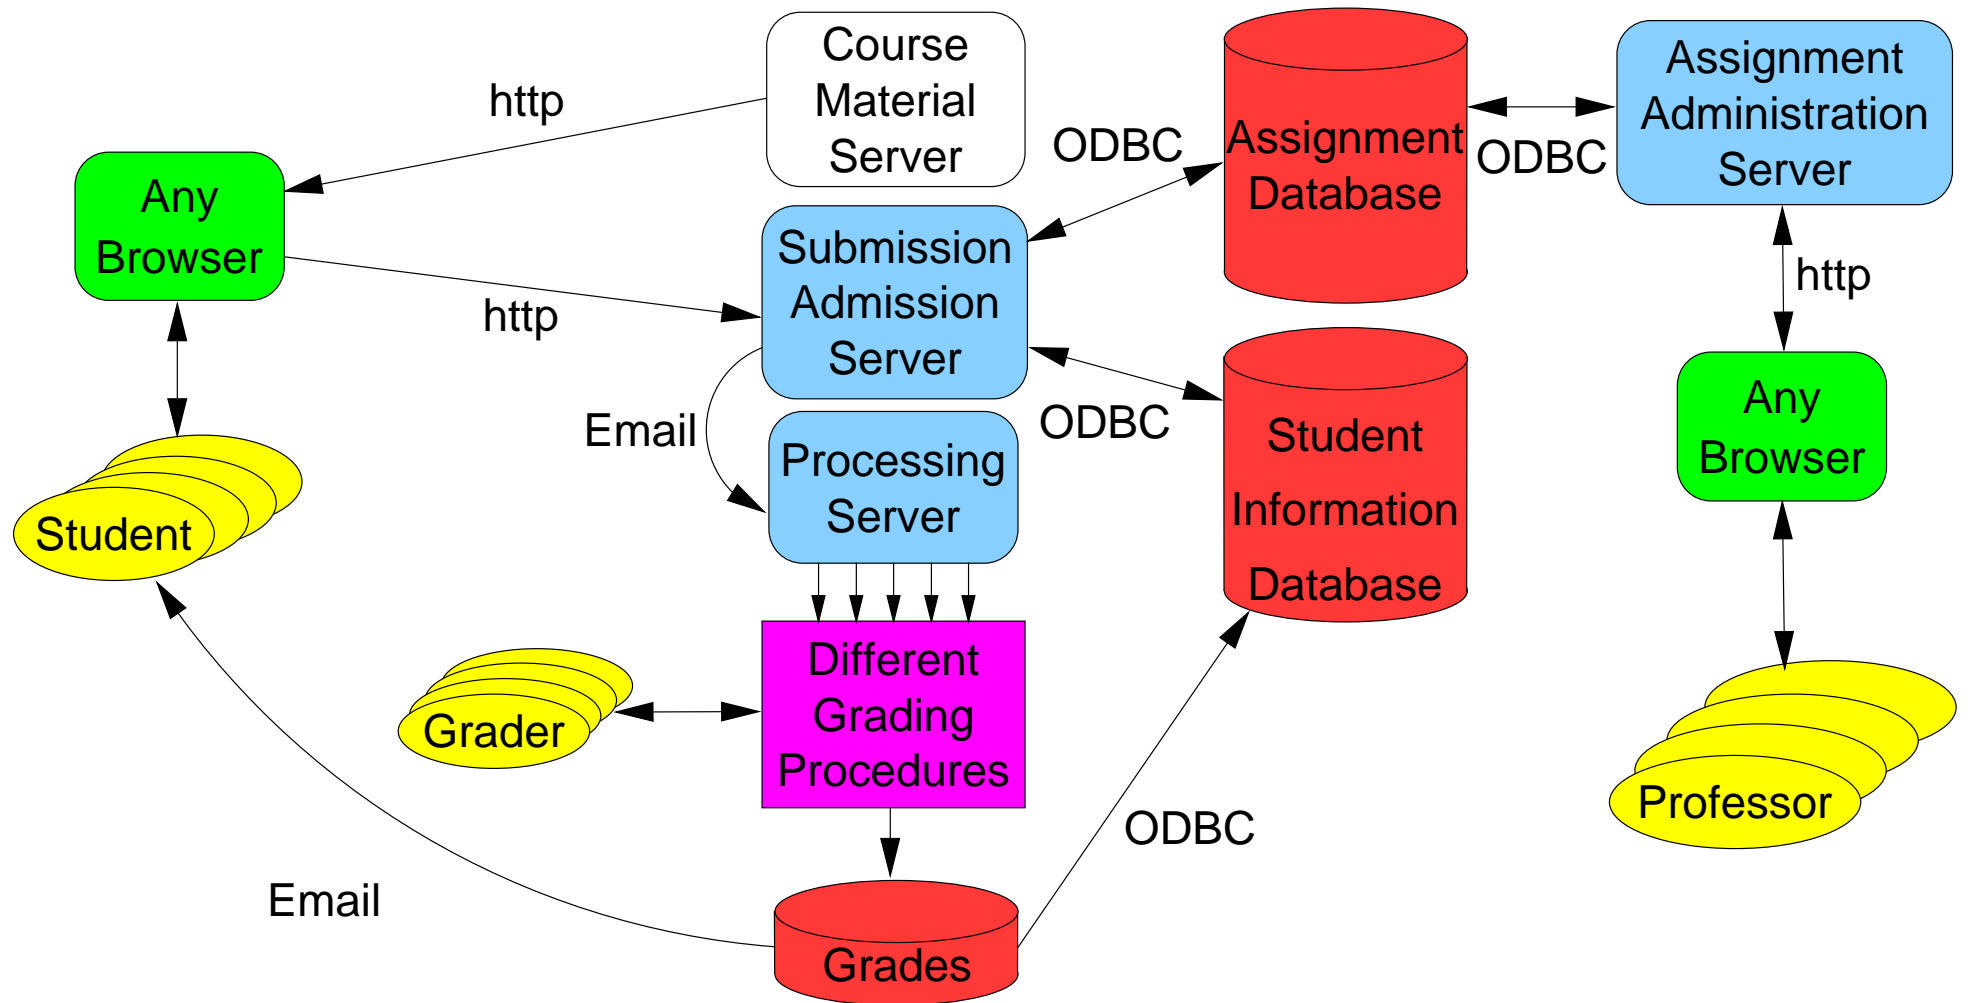 Course
Material
Server
http
Any
Browser
http
Submission
Admission
Server
Email
Processing
Server
Student
Different
Grading
Procedures
Grader
Email
Grades
ODBC
Assignment
Database
ODBC
Assignment
Administration
Server
ODBC
Student
Information
Database
ODBC
http
Any
Browser
Professor